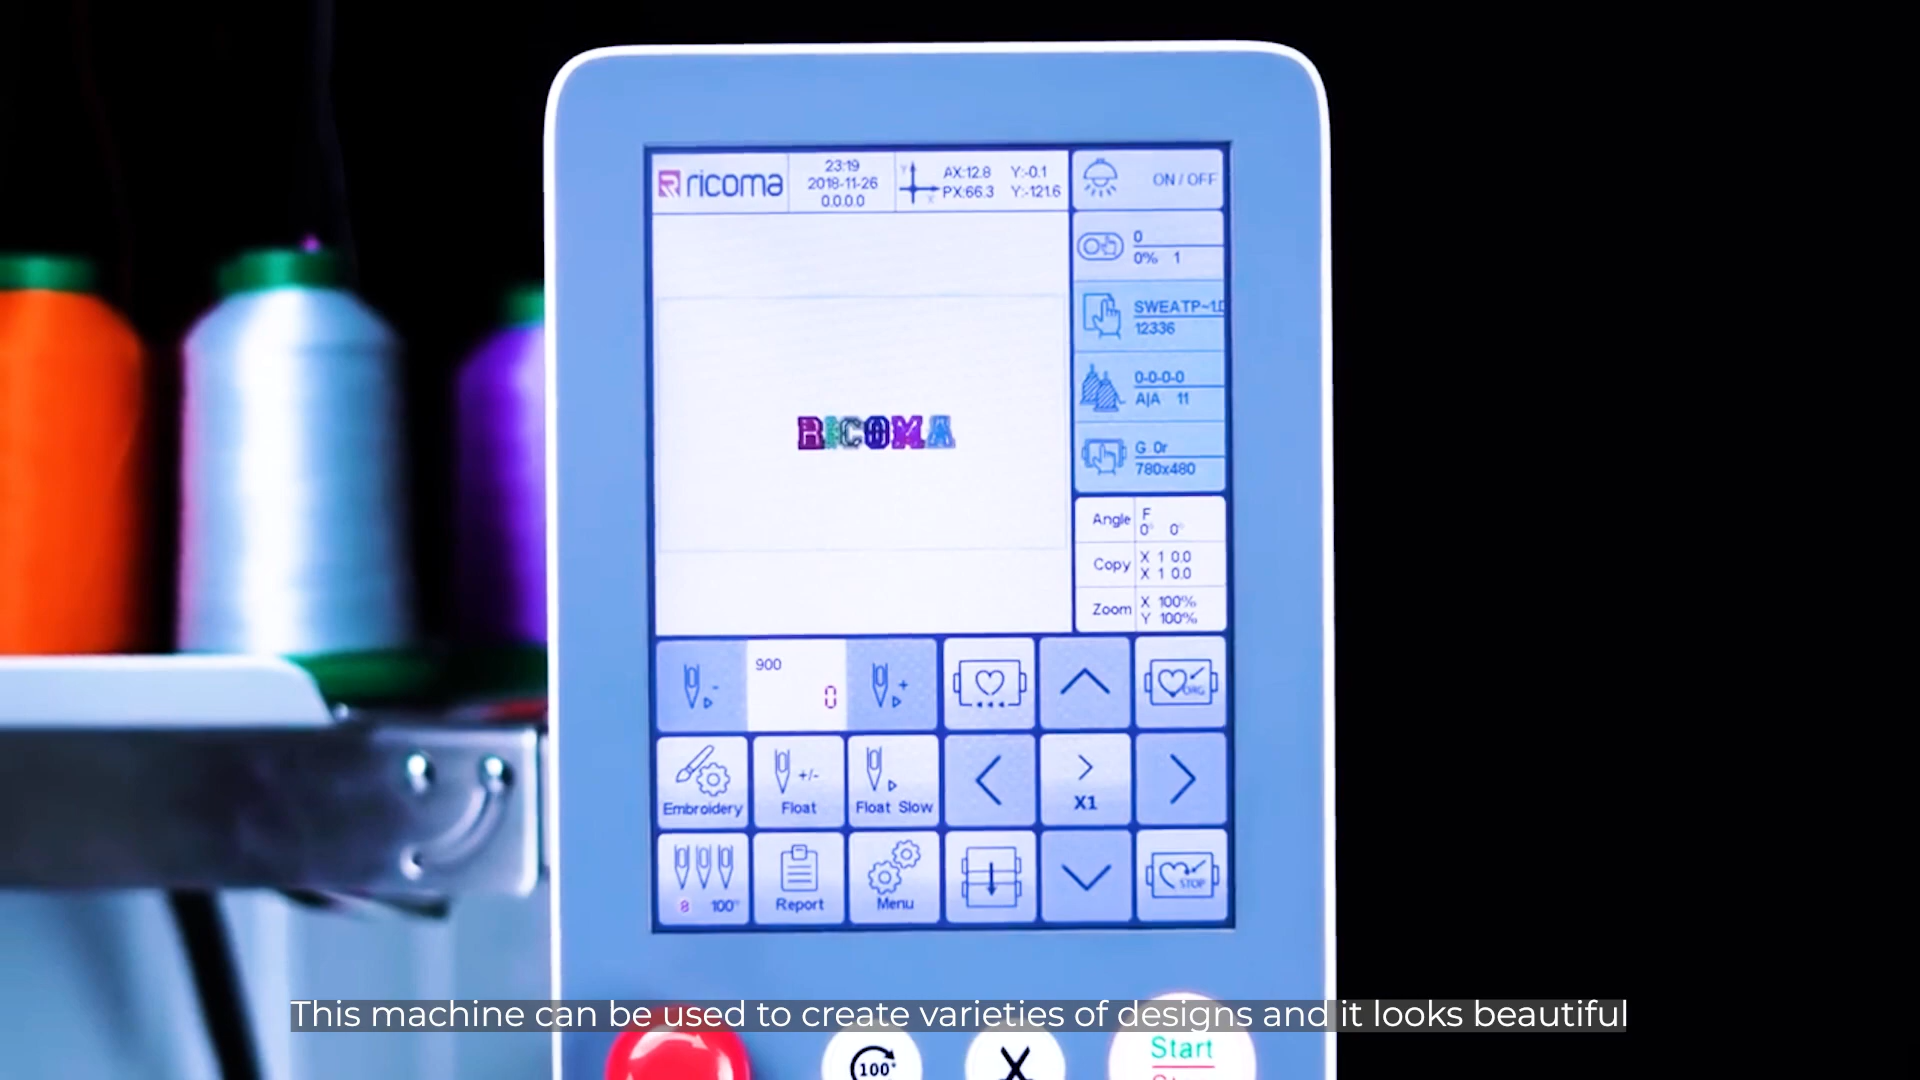 ricoma
23:19
2018-11-26
0.0.0.0
Y
X
AX:12.8 Y:-0.1
PX:66.3 Y:-121.6
ON / OFF
0
0% 1
SWEATP~1.D
12336
0-0-0-0
A|A 11
G 0r
780x480
RICOMA
Angle F
0° 0°
Copy X 1 0.0
X 1 0.0
Zoom X 100%
Y 100%
-
900
0
+
ORG
Embroidery
+/-
Float
Float Slow
X1
8 100°
Report
Menu
STOP
This machine can be used to create varieties of designs and it looks beautiful
100°
Start